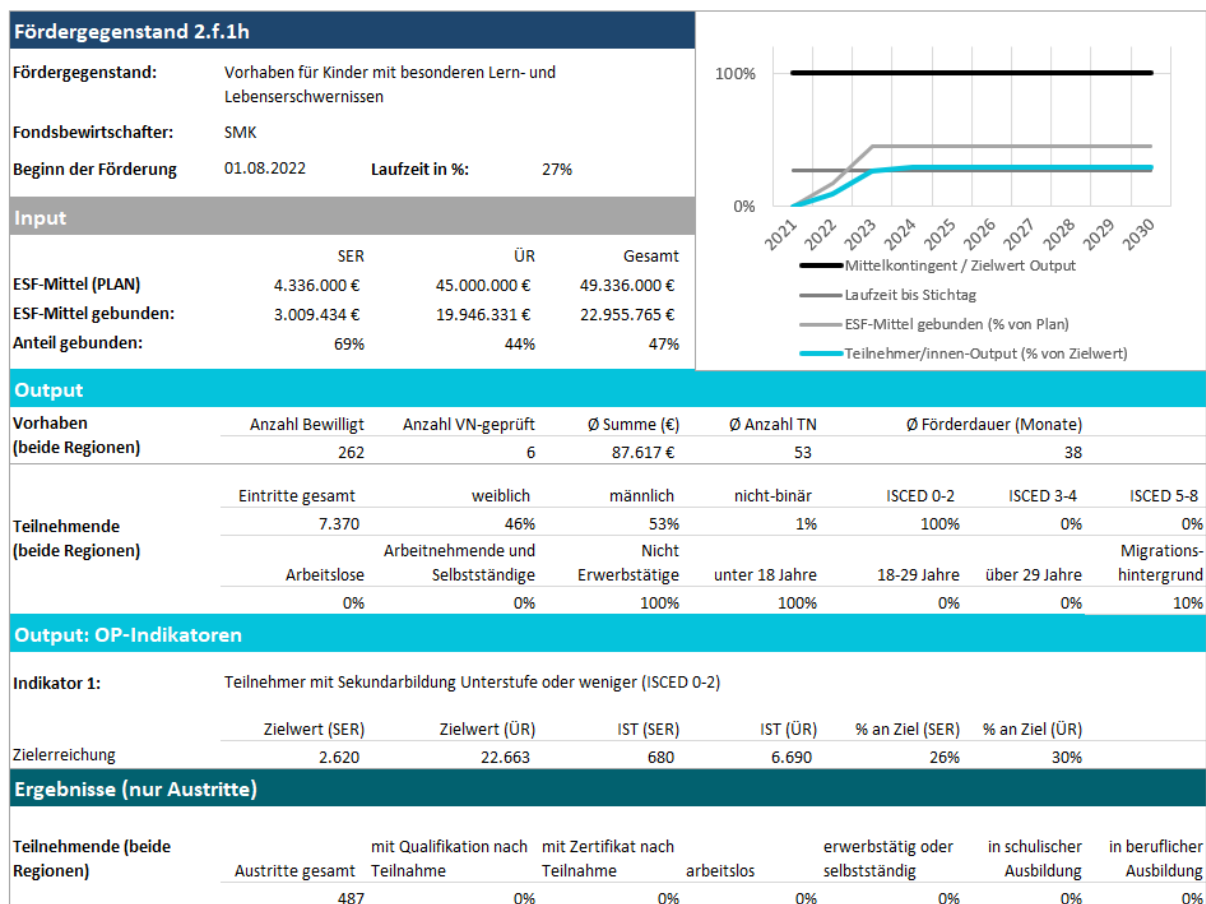 Fördergegenstand 2.f.1h
Fördergegenstand: Vorhaben für Kinder mit besonderen Lern- und
Lebenserschwernissen
Fondsbewirtschafter: SMK
Beginn der Förderung 01.08.2022 Laufzeit in %: 27%
100%
0%
2021 2022 2023 2024 2025 2026 2027 2028 2029 2030
Mittelkontingent / Zielwert Output
Laufzeit bis Stichtag
ESF-Mittel gebunden (% von Plan)
Teilnehmer/innen-Output (% von Zielwert)
Input
SER ÜR Gesamt
ESF-Mittel (PLAN) 4.336.000 € 45.000.000 € 49.336.000 €
ESF-Mittel gebunden: 3.009.434 € 19.946.331 € 22.955.765 €
Anteil gebunden: 69% 44% 47%
Output
Vorhaben Anzahl Bewilligt Anzahl VN-geprüft Ø Summe (€) Ø Anzahl TN Ø Förderdauer (Monate)
(beide Regionen) 262 6 87.617 € 53 38
Eintritte gesamt weiblich männlich nicht-binär ISCED 0-2 ISCED 3-4 ISCED 5-8
Teilnehmende 7.370 46% 53% 1% 100% 0% 0%
(beide Regionen) Arbeitnehmende und Nicht Migrations-
Arbeitslose Selbstständige Erwerbstätige unter 18 Jahre 18-29 Jahre über 29 Jahre hintergrund
0% 0% 100% 100% 0% 0% 10%
Output: OP-Indikatoren
Indikator 1: Teilnehmer mit Sekundarbildung Unterstufe oder weniger (ISCED 0-2)
Zielwert (SER) Zielwert (ÜR) IST (SER) IST (ÜR) % an Ziel (SER) % an Ziel (ÜR)
Zielerreichung 2.620 22.663 680 6.690 26% 30%
Ergebnisse (nur Austritte)
Teilnehmende (beide mit Qualifikation nach mit Zertifikat nach erwerbstätig oder in schulischer in beruflicher
Regionen) Austritte gesamt Teilnahme Teilnahme arbeitslos selbstständig Ausbildung Ausbildung
487 0% 0% 0% 0% 0% 0%